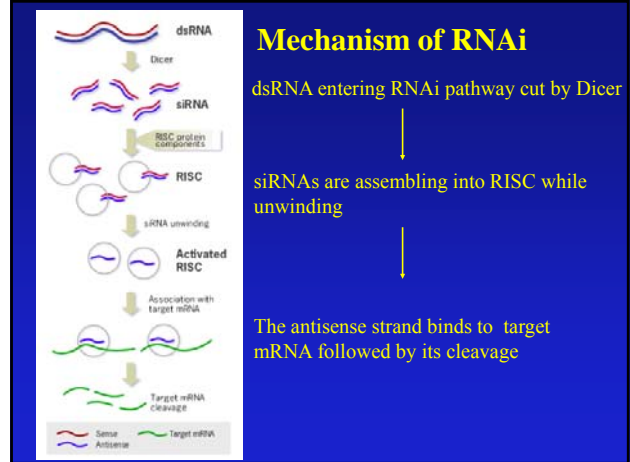 dsRNA
Dicer
siRNA
RISC protein
components
RISC
siRNA unwinding
Activated
RISC
Association with
target mRNA
Target mRNA
cleavage
Sense
Target mRNA
Antisense
Mechanism of RNAi
dsRNA entering RNAi pathway cut by Dicer
siRNAs are assembling into RISC while
unwinding
The antisense strand binds to target
mRNA followed by its cleavage